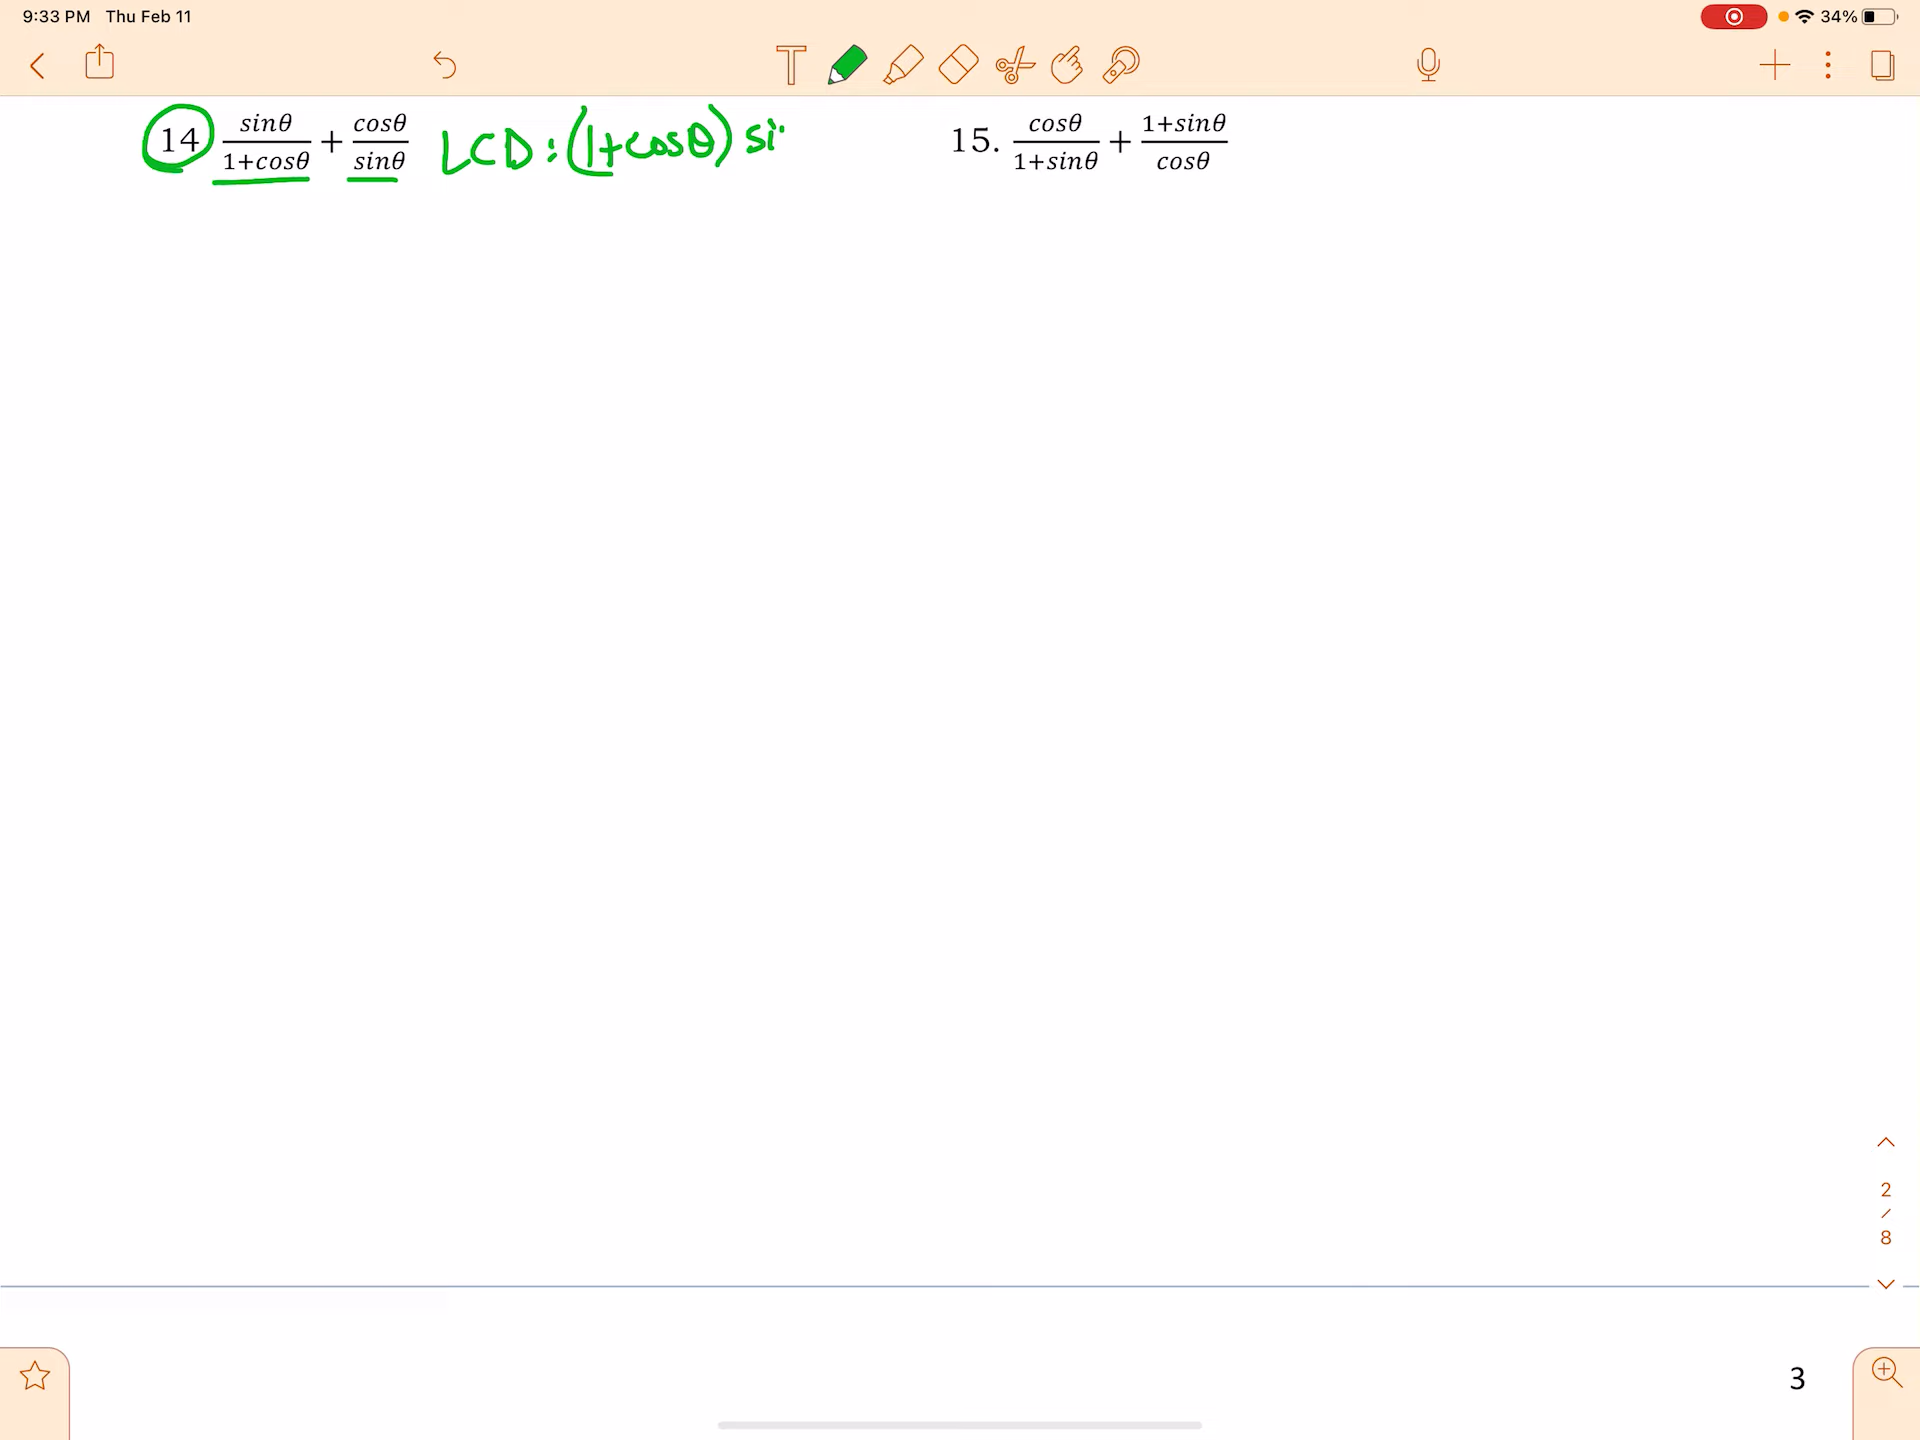 9:33 PM Thu Feb 11 34%
14 sinθ/1+cosθ + cosθ/sinθ LCD: (1+cosθ) si
15. cosθ/1+sinθ + 1+sinθ/cosθ
2
/
8
3